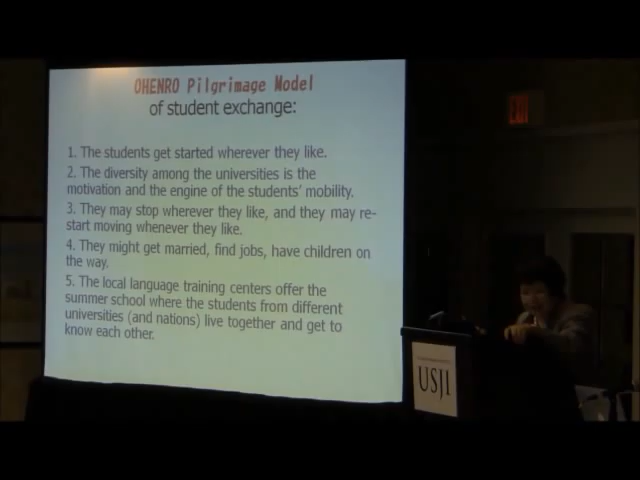 OHENRO Pilgrimage Model
of student exchange:
1. The students get started wherever they like.
2. The diversity among the universities is the
motivation and the engine of the students' mobility.
3. They may stop wherever they like, and they may re-
start moving whenever they like.
4. They might get married, find jobs, have children on
the way.
5. The local language training centers offer the
summer school where the students from different
universities (and nations) live together and get to
know each other.
EXIT
USJI